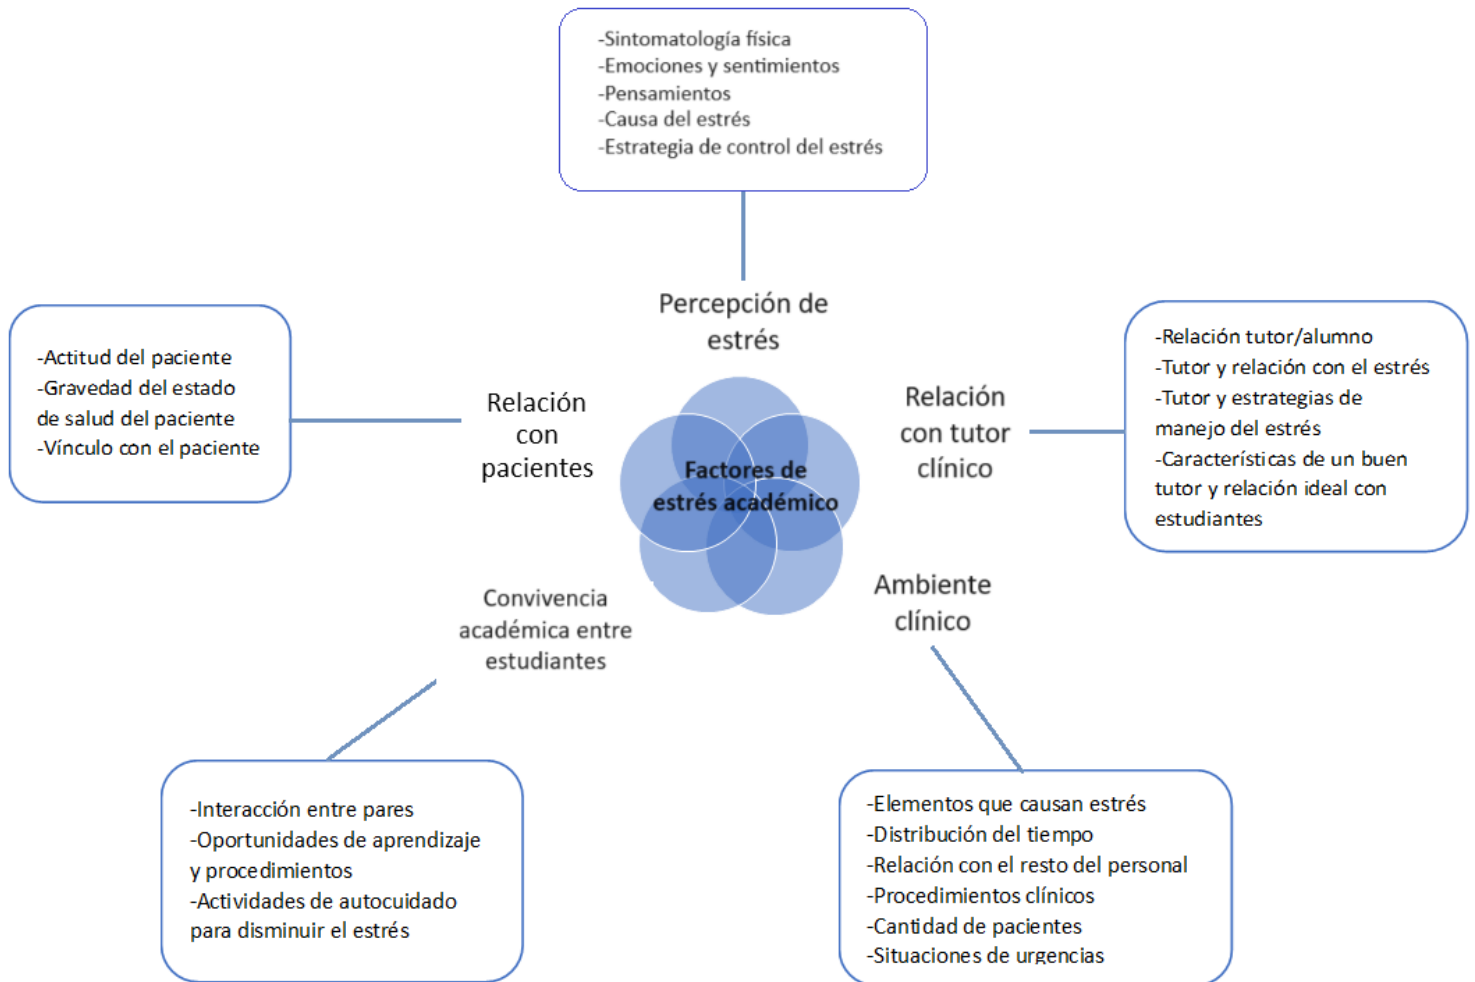 -Sintomatología física
-Emociones y sentimientos
-Pensamientos
-Causa del estrés
-Estrategia de control del estrés
Percepción de
estrés
-Actitud del paciente
-Gravedad del estado
de salud del paciente
-Vínculo con el paciente
Relación
con
pacientes
Relación
con tutor
clínico
-Relación tutor/alumno
-Tutor y relación con el estrés
-Tutor y estrategias de
manejo del estrés
-Características de un buen
tutor y relación ideal con
estudiantes
Factores de
estrés académico
Convivencia
académica entre
estudiantes
Ambiente
clínico
-Interacción entre pares
-Oportunidades de aprendizaje
y procedimientos
-Actividades de autocuidado
para disminuir el estrés
-Elementos que causan estrés
-Distribución del tiempo
-Relación con el resto del personal
-Procedimientos clínicos
-Cantidad de pacientes
-Situaciones de urgencias